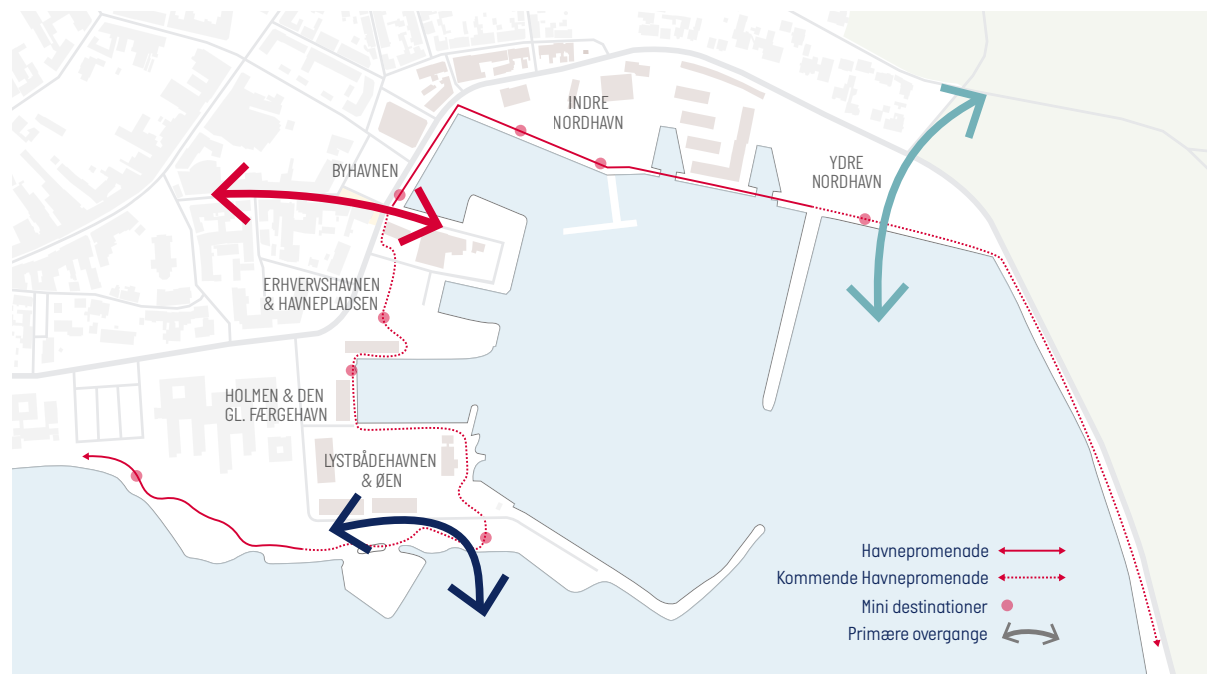 INDRE
NORDHAVN
BYHAVNEN
YDRE
NORDHAVN
ERHVERVSHAVNEN
& HAVNEPLADSEN
HOLMEN & DEN
GL. FÆRGEHAVN
LYSTBÅDEHAVNEN
& ØEN
Havnepromenade
Kommende Havnepromenade
Mini destinationer
Primære overgange